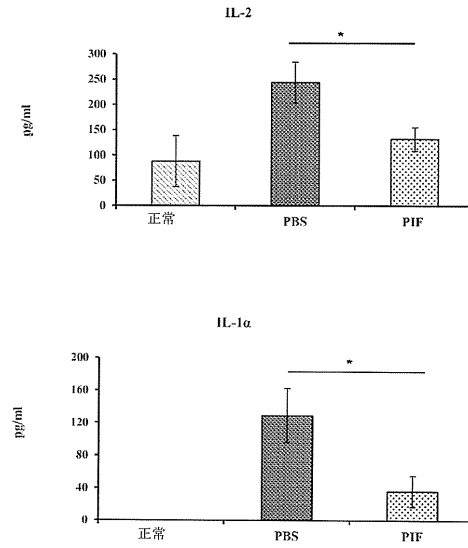 IL-2
*
300
250
200
150
100
50
0
pg/ml
正常 PBS PIF
IL-1α
*
200
160
120
80
40
0
pg/ml
正常 PBS PIF